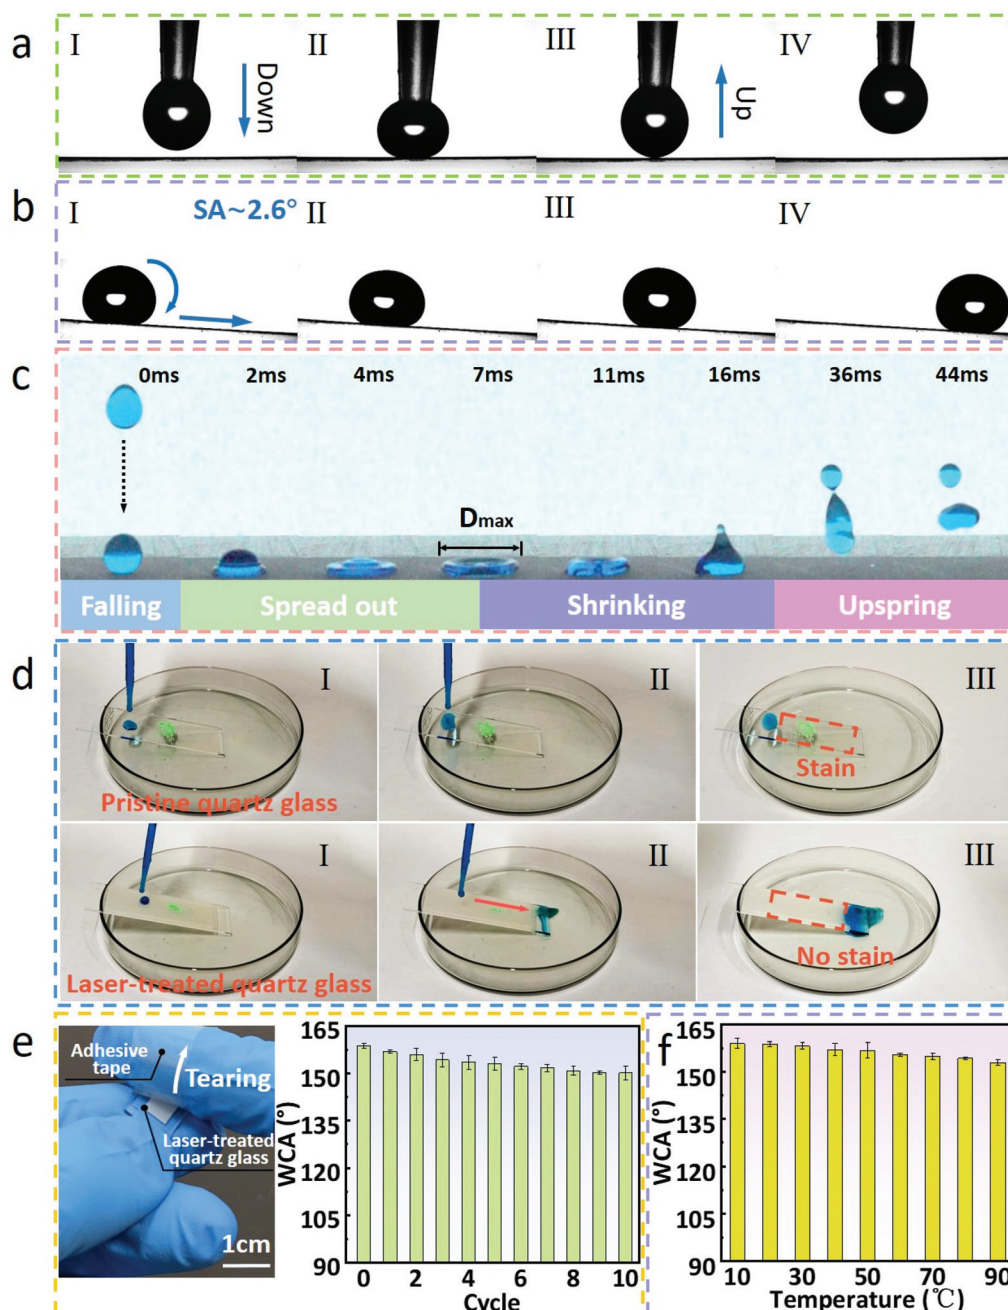 a
I
II
III
IV
Down
Up
b
I
SA~2.6°
II
III
IV
c
0ms
2ms
4ms
7ms
11ms
16ms
36ms
44ms
Dmax
Falling
Spread out
Shrinking
Upspring
d
I
II
III
Pristine quartz glass
Stain
I
II
III
Laser-treated quartz glass
No stain
e
Adhesive
tape
Tearing
Laser-treated
quartz glass
1cm
WCA (°)
165
150
135
120
105
90
0
2
4
6
8
10
Cycle
f
WCA (°)
165
150
135
120
105
90
10
30
50
70
90
Temperature (℃)